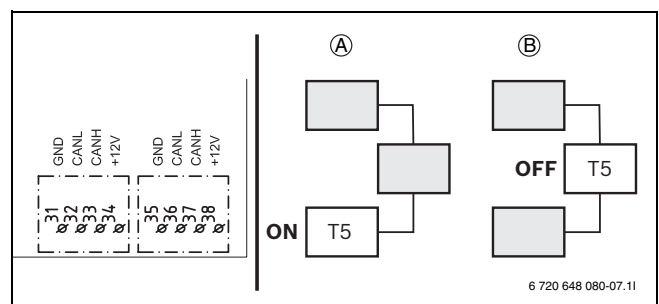 GND
CANL
CANH
+12V
GND
CANL
CANH
+12V
31
32
33
34
35
36
37
38
A
B
OFF T5
ON T5
6 720 648 080-07.1I